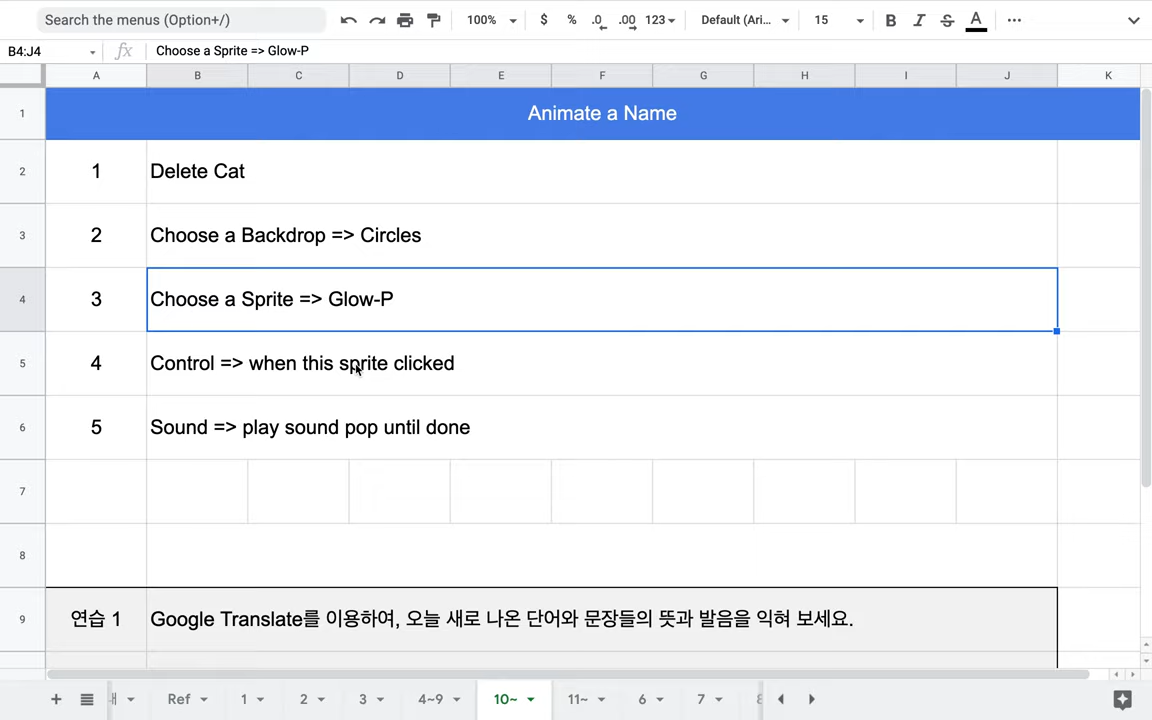 Search the menus (Option+/)
100%
$
%
.0
.00
123
Default (Ari...
15
B
I
S
A
B4:J4
fx
Choose a Sprite => Glow-P
A B C D E F G H I J K
1 Animate a Name
2 1 Delete Cat
3 2 Choose a Backdrop => Circles
4 3 Choose a Sprite => Glow-P
5 4 Control => when this sprite clicked
6 5 Sound => play sound pop until done
7
8
9 연습 1 Google Translate를 이용하여, 오늘 새로 나온 단어와 문장들의 뜻과 발음을 익혀 보세요.
Ref 1 2 3 4~9 10~ 11~ 6 7